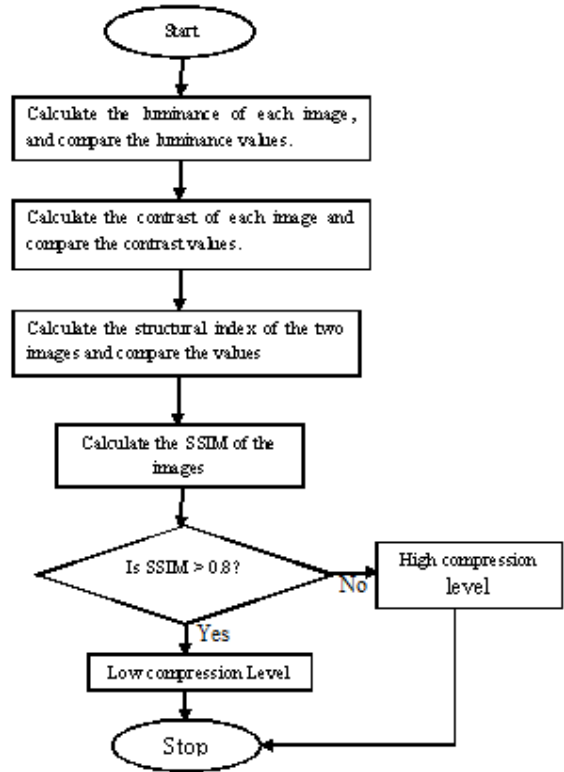 Start
Calculate the luminance of each image,
and compare the luminance values.
Calculate the contrast of each image and
compare the contrast values.
Calculate the structural index of the two
images and compare the values
Calculate the SSIM of the
images
Is SSIM > 0.8?
No
High compression
level
Yes
Low compression Level
Stop